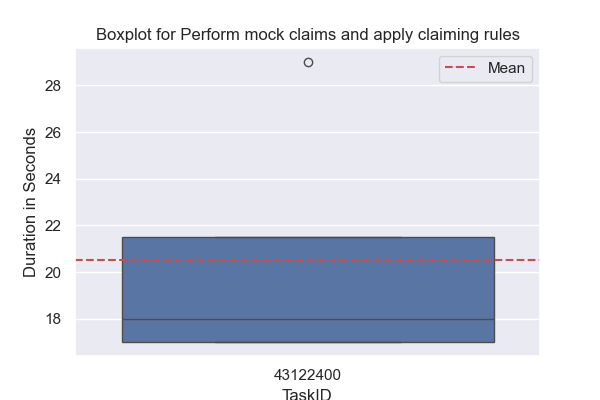 Boxplot for Perform mock claims and apply claiming rules
Mean
Duration in Seconds
28
26
24
22
20
18
43122400
TaskID